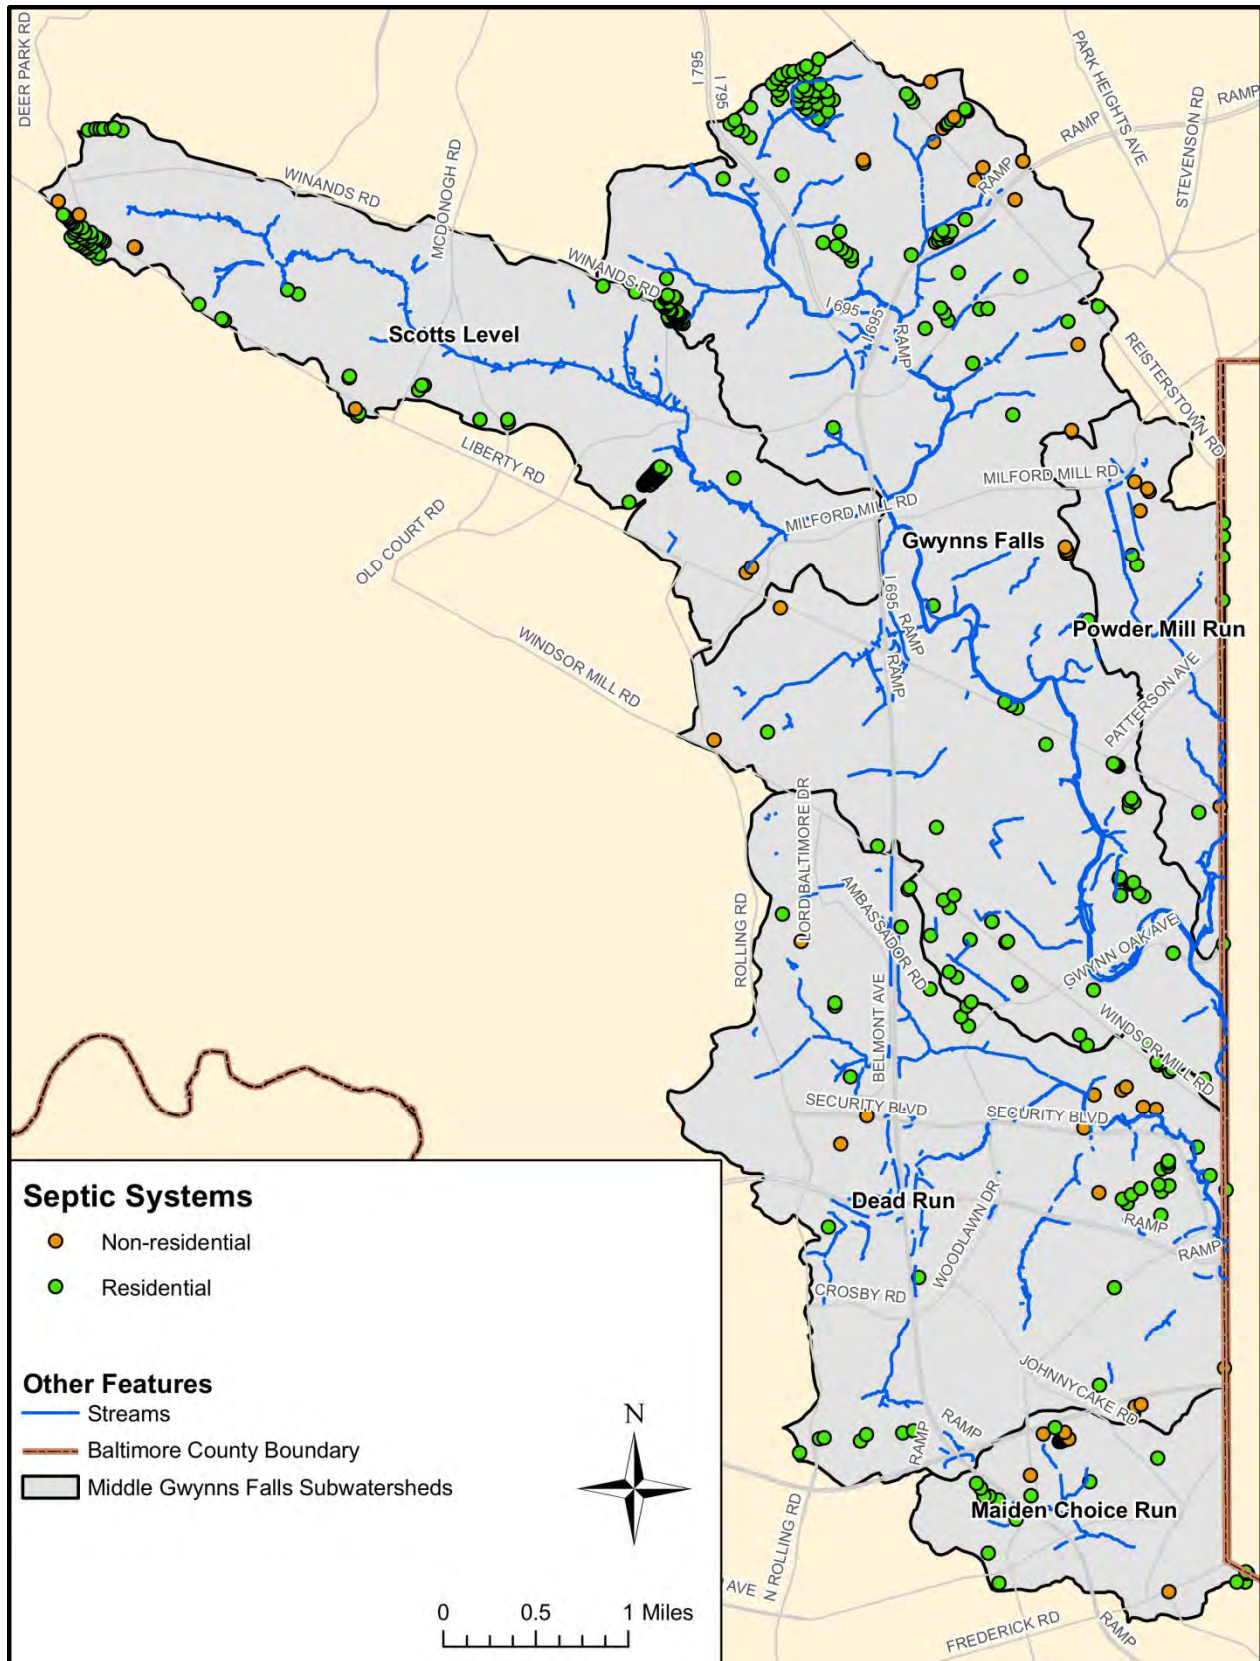 DEER PARK RD
I 795
I 795
PARK HEIGHTS AVE
STEVENSON RD
RAMP
RAMP
RAMP
WINANDS RD
MCDONOGH RD
WINANDS RD
I 695
I 695
RAMP
REISTERSTOWN RD
Scotts Level
LIBERTY RD
OLD COURT RD
MILFORD MILL RD
MILFORD MILL RD
Gwynns Falls
I 695
RAMP
RAMP
Powder Mill Run
WINDSOR MILL RD
PATTERSON AVE
LORD BALTIMORE DR
AMBASSADOR RD
ROLLING RD
GWYNN OAK AVE
BELMONT AVE
WINDSOR MILL RD
SECURITY BLVD
SECURITY BLVD
Dead Run
WOODLAWN DR
RAMP
RAMP
CROSBY RD
JOHNNYCAKE RD
RAMP
RAMP
Maiden Choice Run
N ROLLING RD
AVE
FREDERICK RD
RAMP
Septic Systems
Non-residential
Residential
Other Features
Streams
Baltimore County Boundary
Middle Gwynns Falls Subwatersheds
N
0 0.5 1 Miles